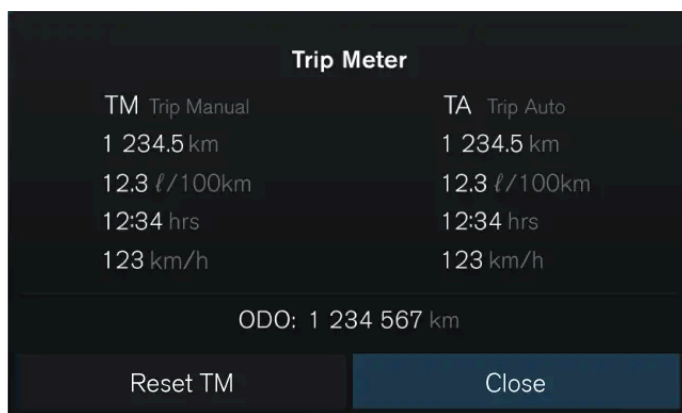 Trip Meter
TM Trip Manual TA Trip Auto
1 234.5 km 1 234.5 km
12.3 ℓ/100km 12.3 ℓ/100km
12:34 hrs 12:34 hrs
123 km/h 123 km/h
ODO: 1 234 567 km
Reset TM Close